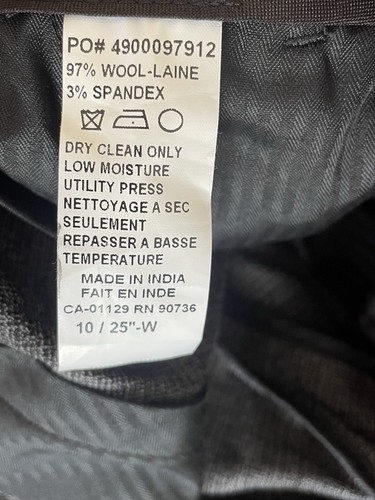 PO# 4900097912
97% WOOL-LAINE
3% SPANDEX
DRY CLEAN ONLY
LOW MOISTURE
UTILITY PRESS
NETTOYAGE A SEC
SEULEMENT
REPASSER A BASSE
TEMPERATURE
MADE IN INDIA
FAIT EN INDE
CA-01129 RN 90736
10 / 25"-W